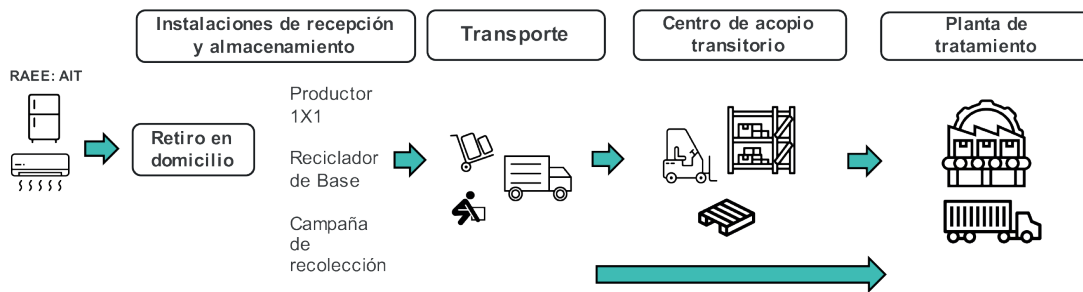 Instalaciones de recepción
y almacenamiento
Transporte
Centro de acopio
transitorio
Planta de
tratamiento
RAEE: AIT
Retiro en
domicilio
Productor
1X1
Reciclador
de Base
Campaña
de
recolección